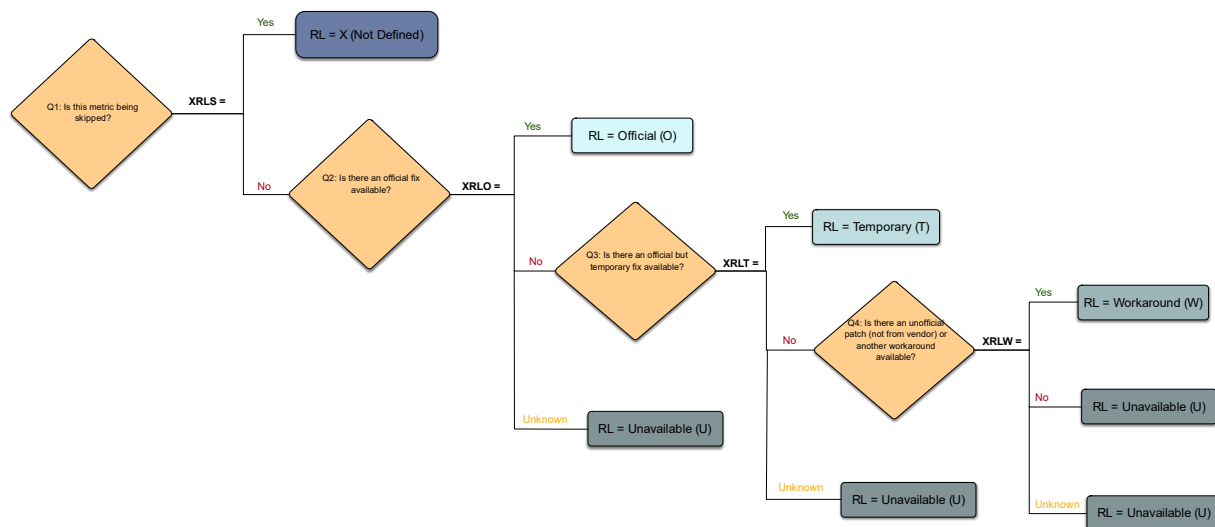 Yes
RL = X (Not Defined)
Q1: Is this metric being
skipped?
XRLS =
No
Q2: Is there an official fix
available?
XRLO =
Yes
RL = Official (O)
No
Q3: Is there an official but
temporary fix available?
XRLT =
Yes
RL = Temporary (T)
No
Q4: Is there an unofficial
patch (not from vendor) or
another workaround
available?
XRLW =
Yes
RL = Workaround (W)
No
RL = Unavailable (U)
Unknown
RL = Unavailable (U)
Unknown
RL = Unavailable (U)
Unknown
RL = Unavailable (U)